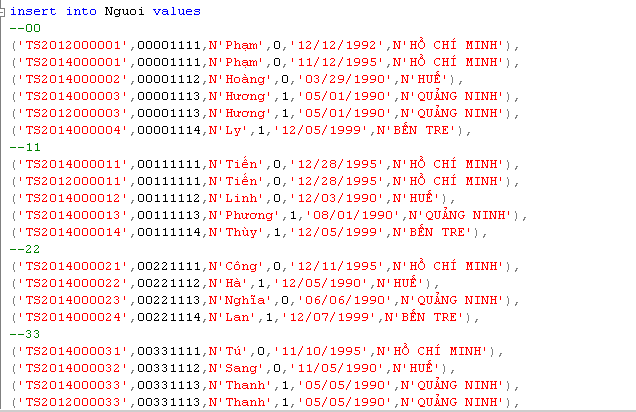 insert into Nguoi values
--00
('TS2012000001',00001111,N'Phạm',0,'12/12/1992',N'HỒ CHÍ MINH'),
('TS2014000001',00001111,N'Phạm',0,'11/12/1995',N'HỒ CHÍ MINH'),
('TS2014000002',00001112,N'Hoàng',0,'03/29/1990',N'HUẾ'),
('TS2014000003',00001113,N'Hương',1,'05/01/1990',N'QUẢNG NINH'),
('TS2012000003',00001113,N'Hương',1,'05/01/1990',N'QUẢNG NINH'),
('TS2014000004',00001114,N'Ly',1,'12/05/1999',N'BẾN TRE'),
--11
('TS2014000011',00111111,N'Tiến',0,'12/28/1995',N'HỒ CHÍ MINH'),
('TS2012000011',00111111,N'Tiến',0,'12/28/1995',N'HỒ CHÍ MINH'),
('TS2014000012',00111112,N'Linh',0,'12/03/1990',N'HUẾ'),
('TS2014000013',00111113,N'Phương',1,'08/01/1990',N'QUẢNG NINH'),
('TS2012000014',00111114,N'Thùy',1,'12/05/1999',N'BẾN TRE'),
--22
('TS2014000021',00221111,N'Công',0,'12/11/1995',N'HỒ CHÍ MINH'),
('TS2014000022',00221112,N'Hà',1,'12/05/1990',N'HUẾ'),
('TS2014000023',00221113,N'Nghĩa',0,'06/06/1990',N'QUẢNG NINH'),
('TS2014000024',00221114,N'Lan',1,'12/07/1999',N'BẾN TRE'),
--33
('TS2014000031',00331111,N'Tú',0,'11/10/1995',N'HỒ CHÍ MINH'),
('TS2014000032',00331112,N'Sang',0,'11/05/1990',N'HUẾ'),
('TS2014000033',00331113,N'Thanh',1,'05/05/1990',N'QUẢNG NINH'),
('TS2012000033',00331113,N'Thanh',1,'05/05/1990',N'QUẢNG NINH'),